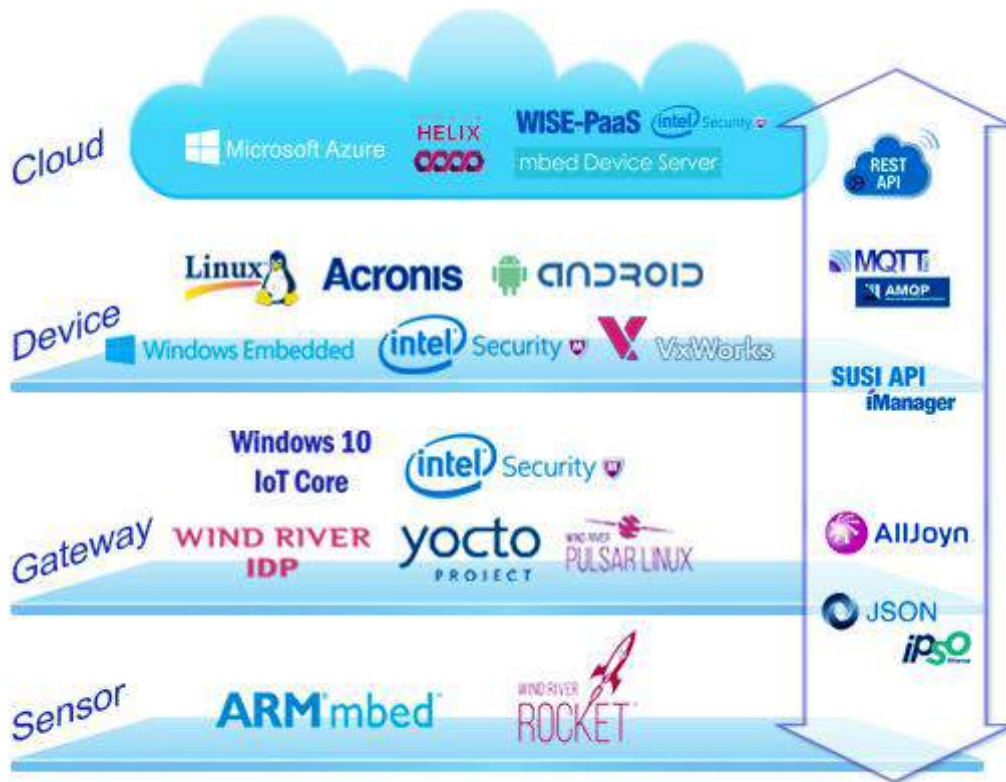 Cloud
Microsoft Azure
HELIX
WISE-PaaS
intel Security
mbed Device Server
REST
API
Device
Linux
Acronis
android
Windows Embedded
intel Security
VxWorks
MQTT
AMQP
SUSI API
iManager
Gateway
Windows 10
IoT Core
intel Security
WIND RIVER
IDP
yocto
PROJECT
WIND RIVER
PULSAR LINUX
AllJoyn
JSON
ipso
Sensor
ARM mbed
WIND RIVER
ROCKET